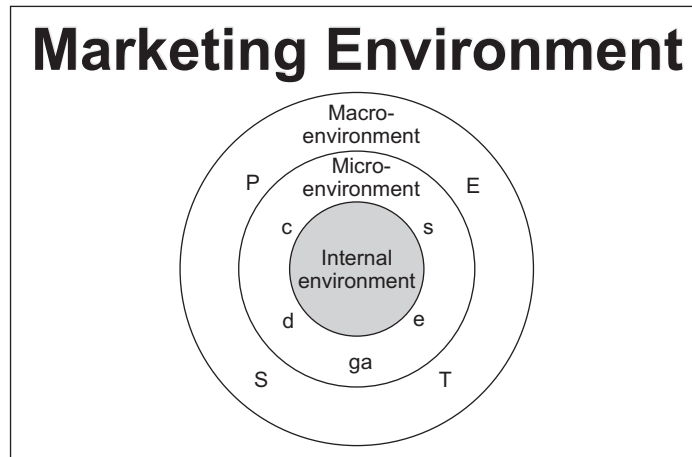 Marketing Environment
Macro-
environment
P
E
Micro-
environment
c
s
Internal
environment
d
e
ga
S
T